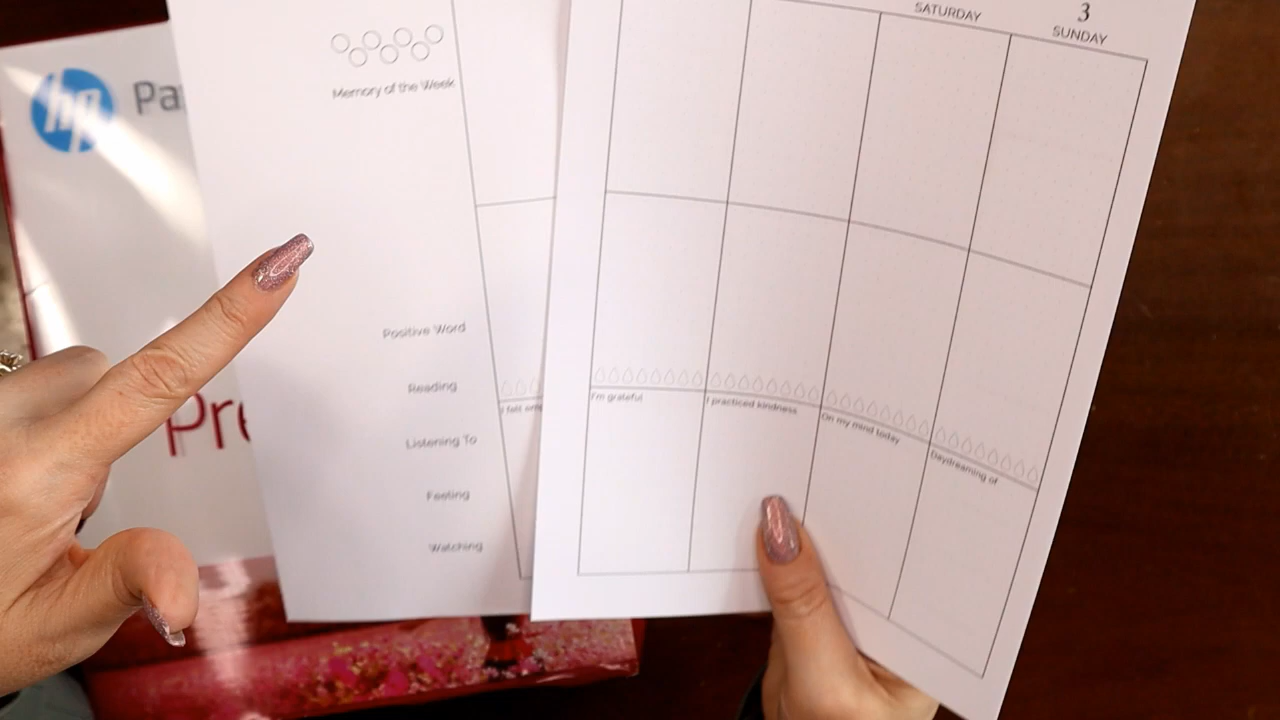 hp Pa
Pre
Memory of the Week
Positive Word
Reading
Listening To
Feeling
Watching
I felt
SATURDAY
3
SUNDAY
I'm grateful
I practiced kindness
On my mind today
Daydreaming of